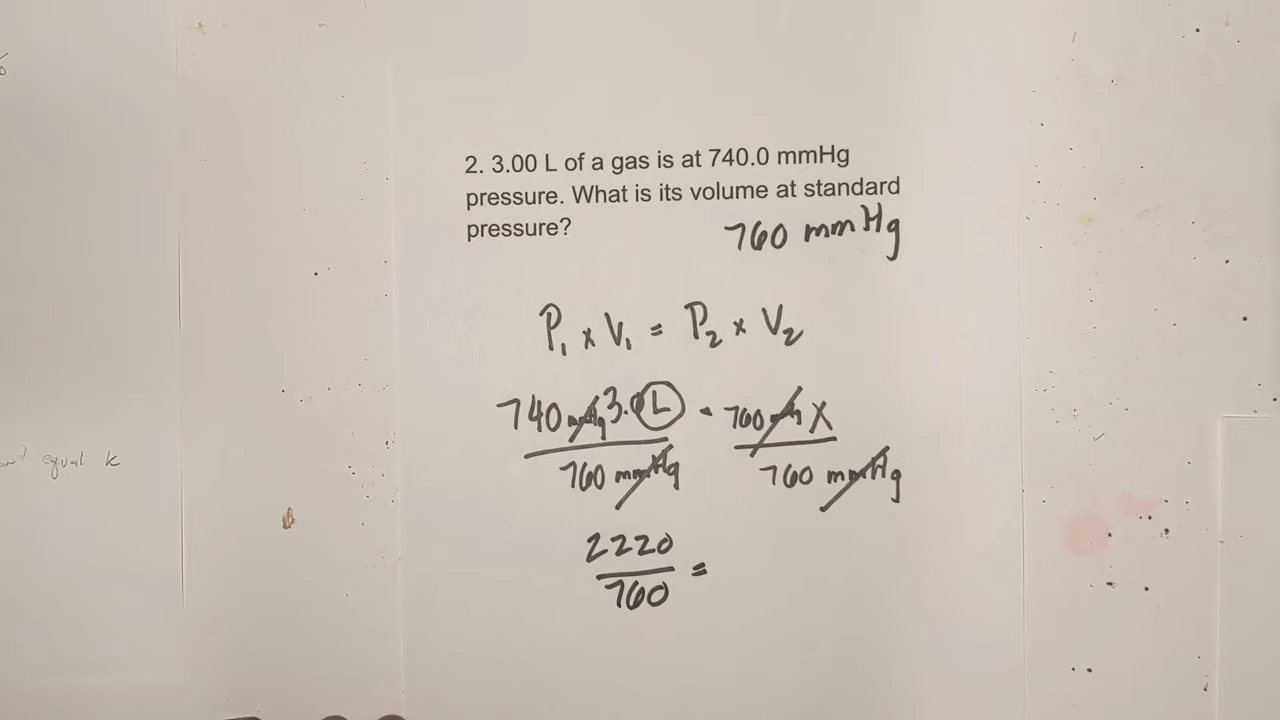 2. 3.00 L of a gas is at 740.0 mmHg
pressure. What is its volume at standard
pressure?
760 mmHg
P₁ x V₁ = P₂ x V₂
740 mmHg 3.0 L = 760 mmHg X
760 mmHg 760 mmHg
2220
760 =
equal k